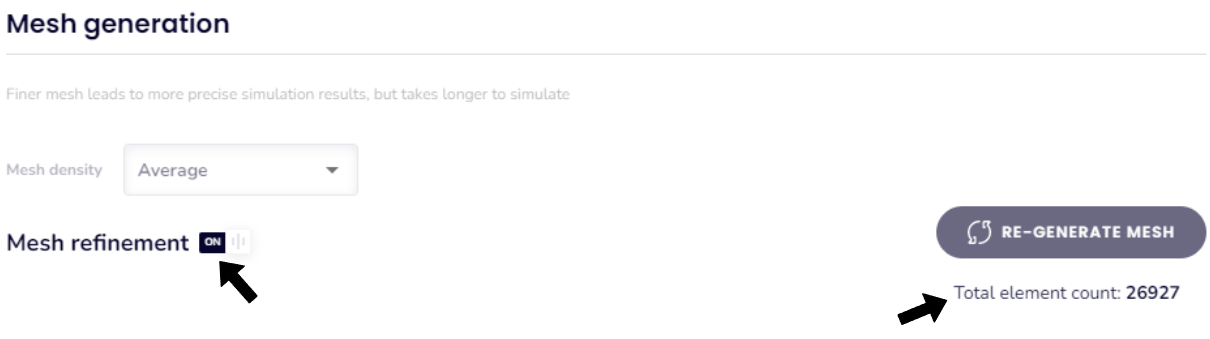 Mesh generation
Finer mesh leads to more precise simulation results, but takes longer to simulate
Mesh density Average
Mesh refinement ON
RE-GENERATE MESH
Total element count: 26927